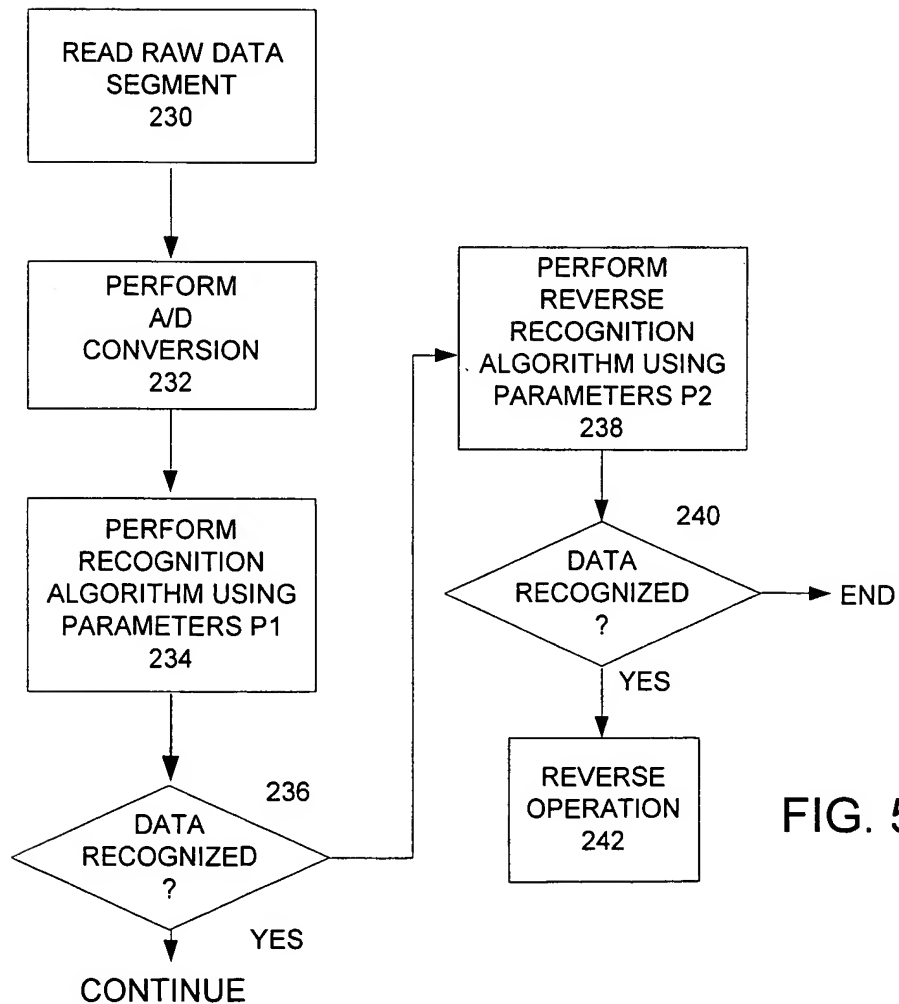 READ RAW DATA
SEGMENT
230
PERFORM
A/D
CONVERSION
232
PERFORM
RECOGNITION
ALGORITHM USING
PARAMETERS P1
234
236
DATA
RECOGNIZED
?
YES
CONTINUE
PERFORM
REVERSE
RECOGNITION
ALGORITHM USING
PARAMETERS P2
238
240
DATA
RECOGNIZED
?
END
YES
REVERSE
OPERATION
242
FIG. 5